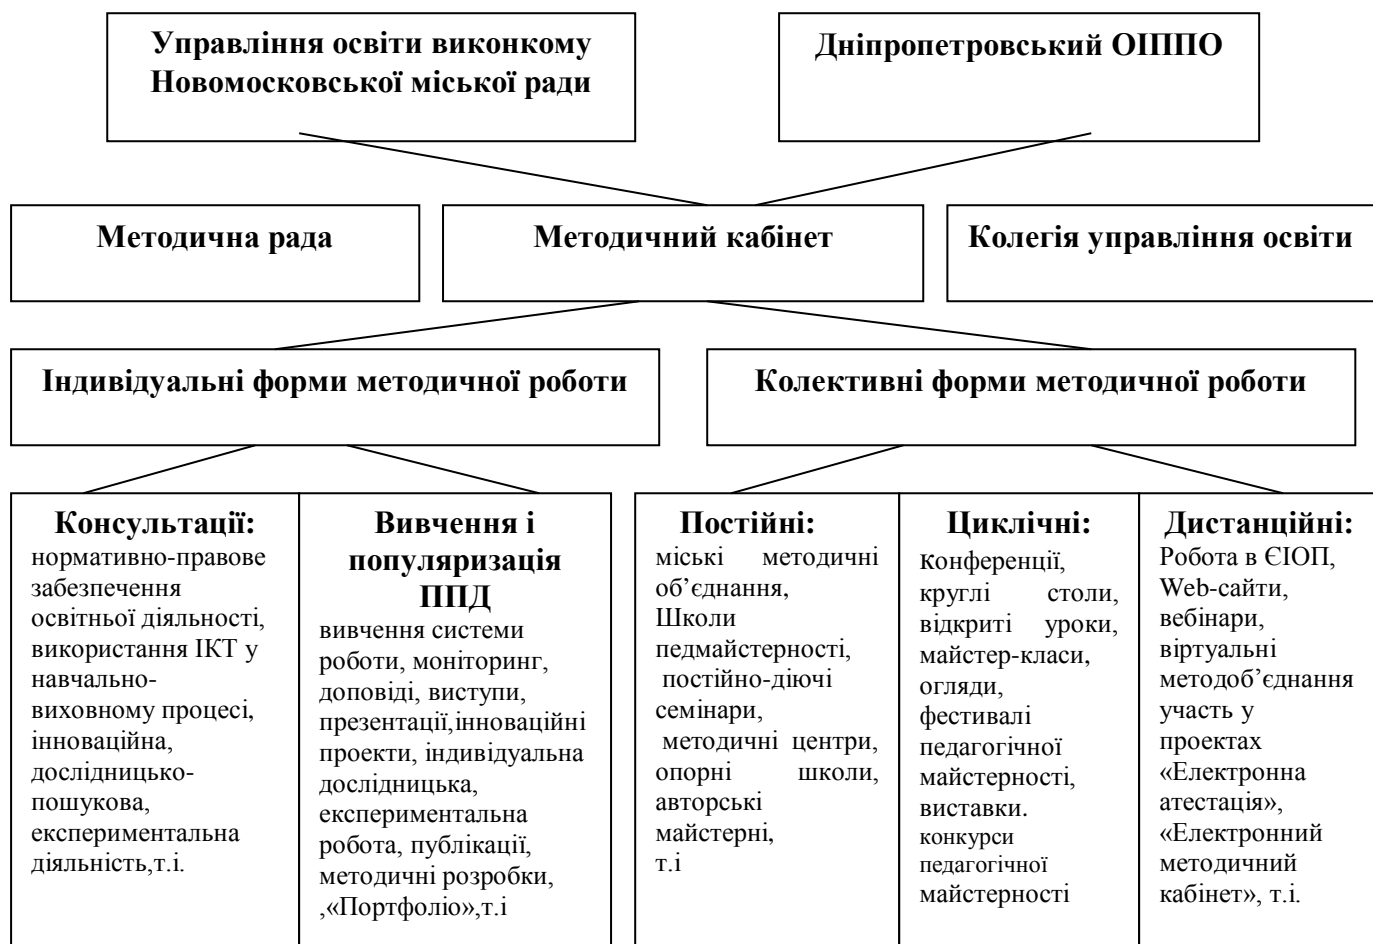 Управління освіти виконкому
Новомосковської міської ради
Дніпропетровський ОІППО
Методична рада
Методичний кабінет
Колегія управління освіти
Індивідуальні форми методичної роботи
Колективні форми методичної роботи
Консультації:
нормативно-правове
забезпечення
освітньої діяльності,
використання ІКТ у
навчально-
виховному процесі,
інноваційна,
дослідницько-
пошукова,
експериментальна
діяльність,т.і.
Вивчення і
популяризація
ППД
вивчення системи
роботи, моніторинг,
доповіді, виступи,
презентації,інноваційні
проекти, індивідуальна
дослідницька,
експериментальна
робота, публікації,
методичні розробки,
,«Портфоліо»,т.і
Постійні:
міські методичні
об’єднання,
Школи
педмайстерності,
постійно-діючі
семінари,
методичні центри,
опорні школи,
авторські
майстерні,
т.і
Циклічні:
Конференції,
круглі столи,
відкриті уроки,
майстер-класи,
огляди,
фестивалі
педагогічної
майстерності,
виставки.
конкурси
педагогічної
майстерності
Дистанційні:
Робота в ЄІОП,
Web-сайти,
вебінари,
віртуальні
методоб’єднання
участь у
проектах
«Електронна
атестація»,
«Електронний
методичний
кабінет», т.і.